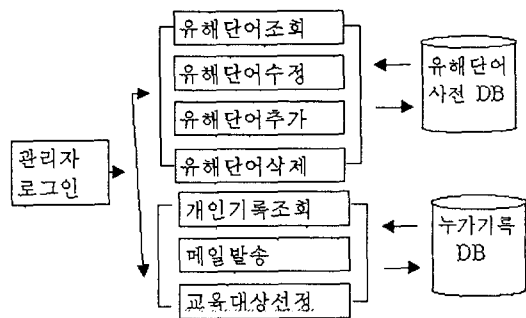 유해단어조회
유해단어수정
유해단어추가
유해단어삭제
유해단어
사전 DB
관리자
로그인
개인기록조회
메일발송
교육대상선정
누가기록
DB